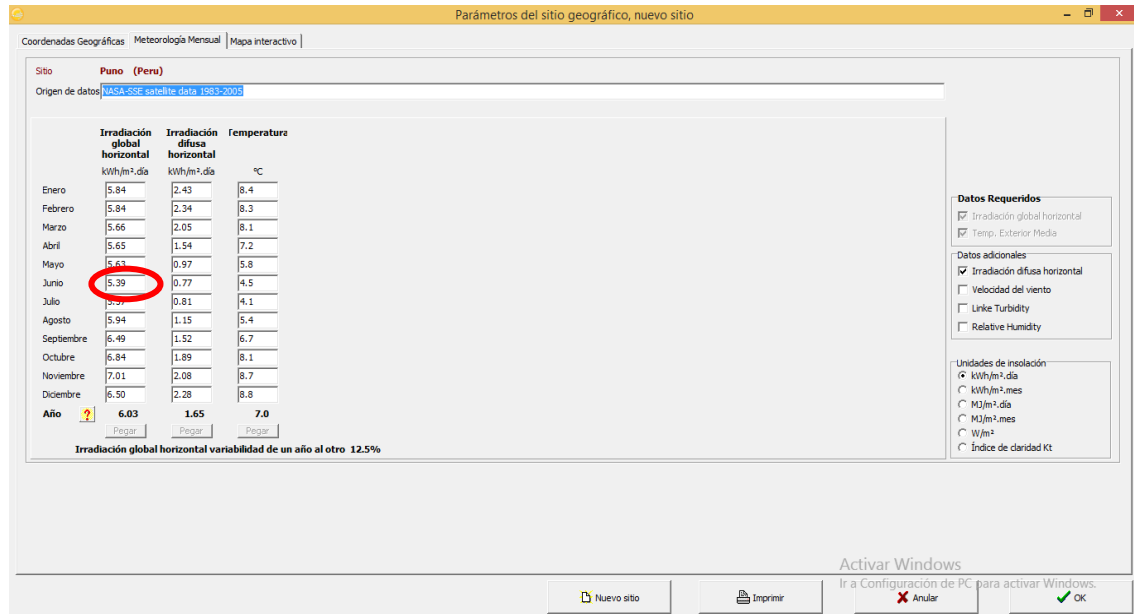 Parámetros del sitio geográfico, nuevo sitio
Coordenadas Geográficas Meteorología Mensual Mapa interactivo
Sitio Puno (Peru)
Origen de datos NASA-SSE satellite data 1983-2005
Irradiación global horizontal Irradiación difusa horizontal Temperatura
kWh/m².día kWh/m².día °C
Enero 5.84 2.43 8.4
Febrero 5.84 2.34 8.3
Marzo 5.66 2.05 8.1
Abril 5.65 1.54 7.2
Mayo 5.63 0.97 5.8
Junio 5.39 0.77 4.5
Julio 5.57 0.81 4.1
Agosto 5.94 1.15 5.4
Septiembre 6.49 1.52 6.7
Octubre 6.84 1.89 8.1
Noviembre 7.01 2.08 8.7
Diciembre 6.50 2.28 8.8
Año ? 6.03 1.65 7.0
Pegar Pegar Pegar
Irradiación global horizontal variabilidad de un año al otro 12.5%
Datos Requeridos
Irradiación global horizontal
Temp. Exterior Media
Datos adicionales
Irradiación difusa horizontal
Velocidad del viento
Linke Turbidity
Relative Humidity
Unidades de insolación
kWh/m².día
kWh/m².mes
MJ/m².día
MJ/m².mes
W/m²
Índice de claridad Kt
Activar Windows
Ir a Configuración de PC para activar Windows.
Nuevo sitio Imprimir Anular OK